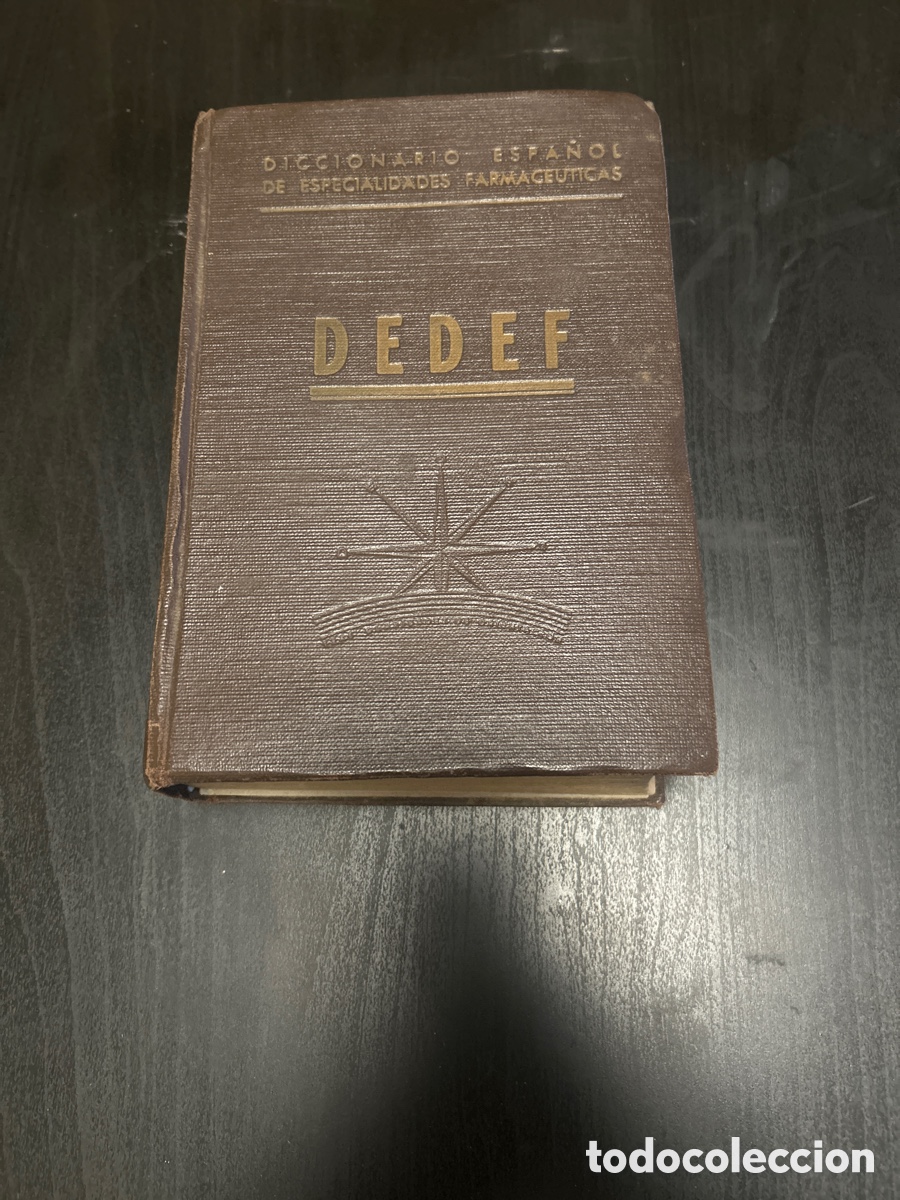 DICCIONARIO ESPAÑOL
DE ESPECIALIDADES FARMACEUTICAS
DEDEF
todocoleccion